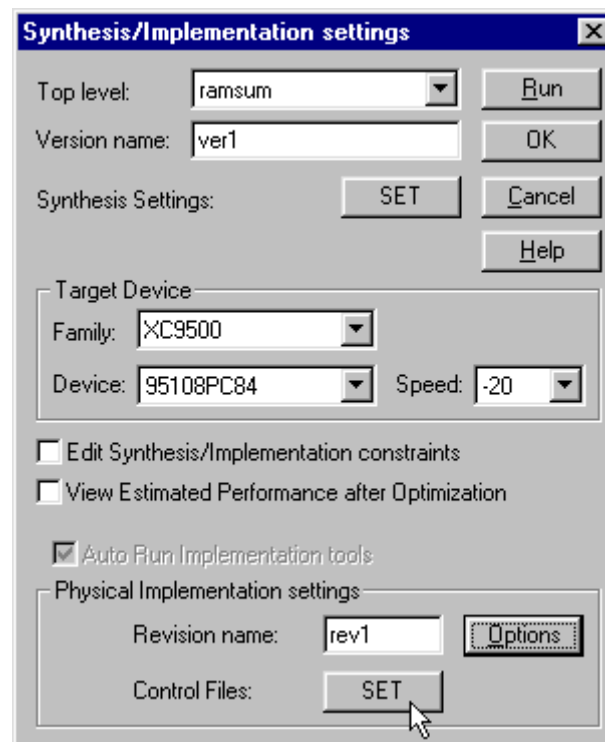 Synthesis/Implementation settings
Top level: ramsum Run
Version name: ver1 OK
Synthesis Settings: SET Cancel
Help
Target Device
Family: XC9500
Device: 95108PC84 Speed: -20
Edit Synthesis/Implementation constraints
View Estimated Performance after Optimization
Auto Run Implementation tools
Physical Implementation settings
Revision name: rev1 Options
Control Files: SET